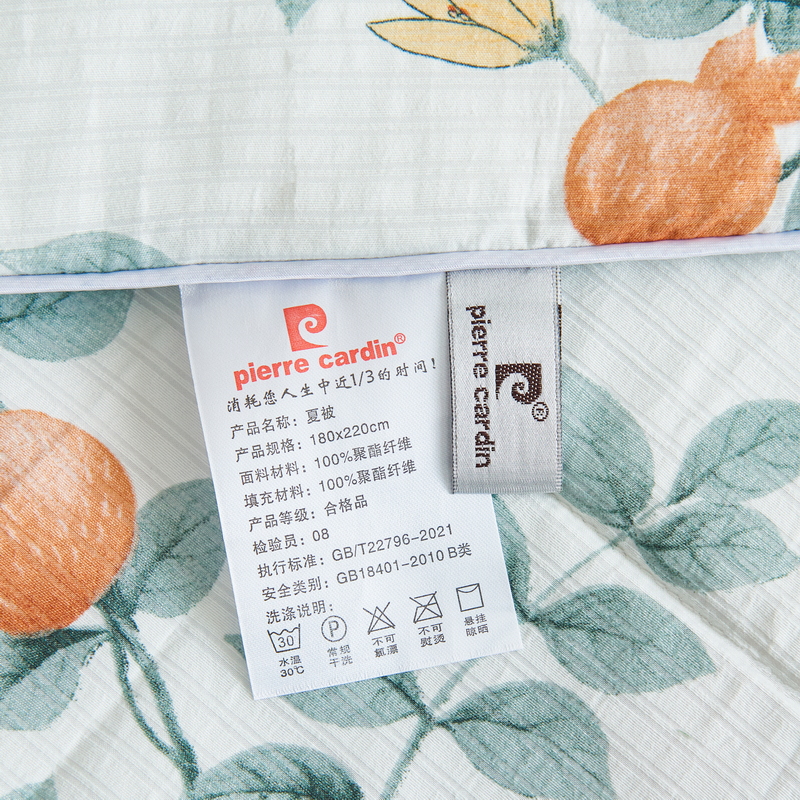 pierre cardin®
消耗您人生中近1/3的时间！
产品名称：夏被
产品规格：180x220cm
面料材料：100%聚酯纤维
填充材料：100%聚酯纤维
产品等级：合格品
检验员：08
执行标准：GB/T22796-2021
安全类别：GB18401-2010 B类
洗涤说明：
30 P
水温 常规 不可 不可 悬挂
30℃ 干洗 氯漂 熨烫 晾晒
pierre cardin
®